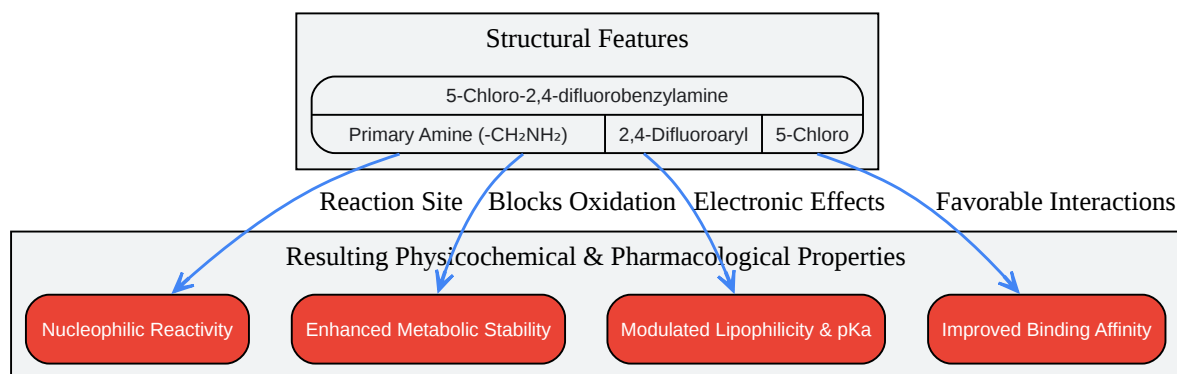 Structural Features
5-Chloro-2,4-difluorobenzylamine
Primary Amine (-CH₂NH₂)
2,4-Difluoroaryl
5-Chloro
Reaction Site
Blocks Oxidation
Electronic Effects
Favorable Interactions
Resulting Physicochemical & Pharmacological Properties
Nucleophilic Reactivity
Enhanced Metabolic Stability
Modulated Lipophilicity & pKa
Improved Binding Affinity